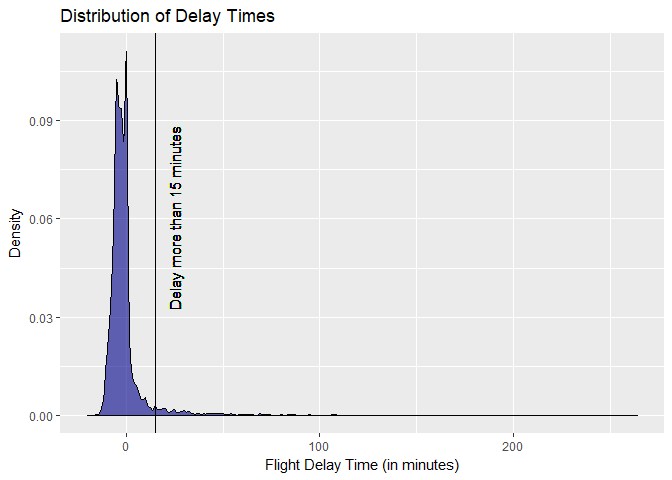 Distribution of Delay Times
Density
0.09
0.06
0.03
0.00
Delay more than 15 minutes
0
100
200
Flight Delay Time (in minutes)